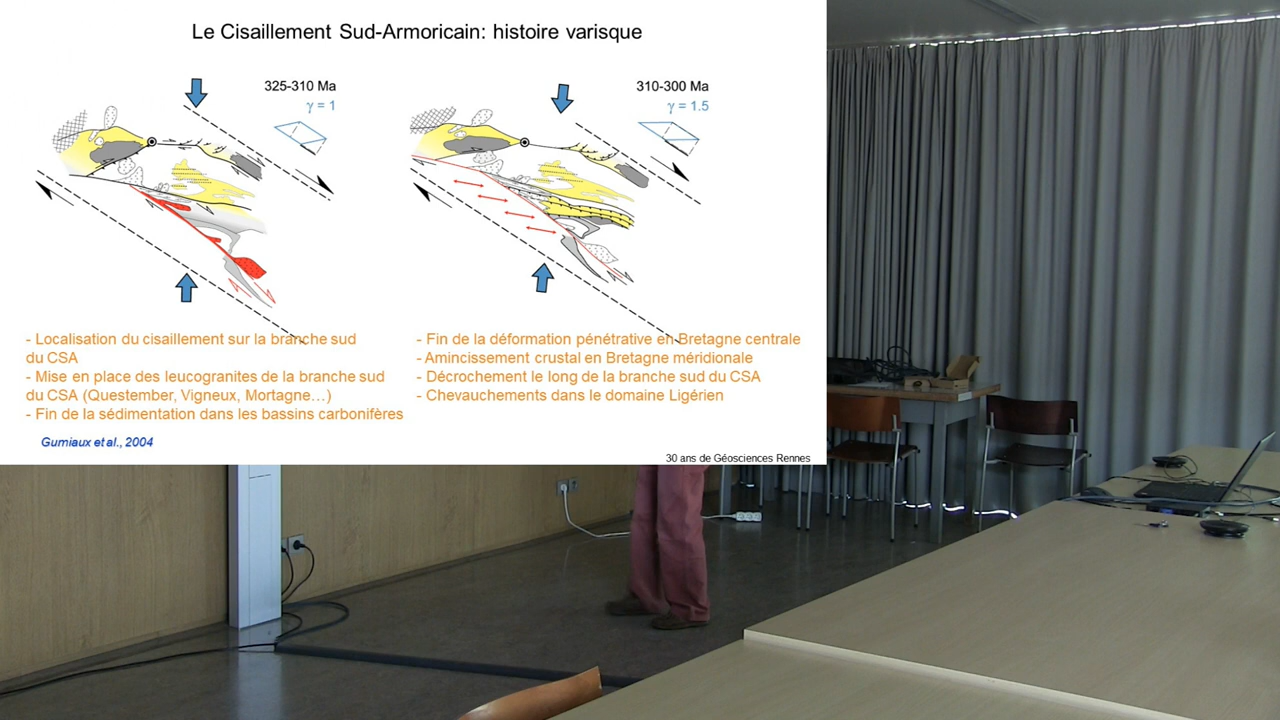 Le Cisaillement Sud-Armoricain: histoire varisque
325-310 Ma
γ = 1
310-300 Ma
γ = 1.5
- Localisation du cisaillement sur la branche sud
du CSA
- Mise en place des leucogranites de la branche sud
du CSA (Questember, Vigneux, Mortagne…)
- Fin de la sédimentation dans les bassins carbonifères
- Fin de la déformation pénétrative en Bretagne centrale
- Amincissement crustal en Bretagne méridionale
- Décrochement le long de la branche sud du CSA
- Chevauchements dans le domaine Ligérien
Gumiaux et al., 2004
30 ans de Géosciences Rennes